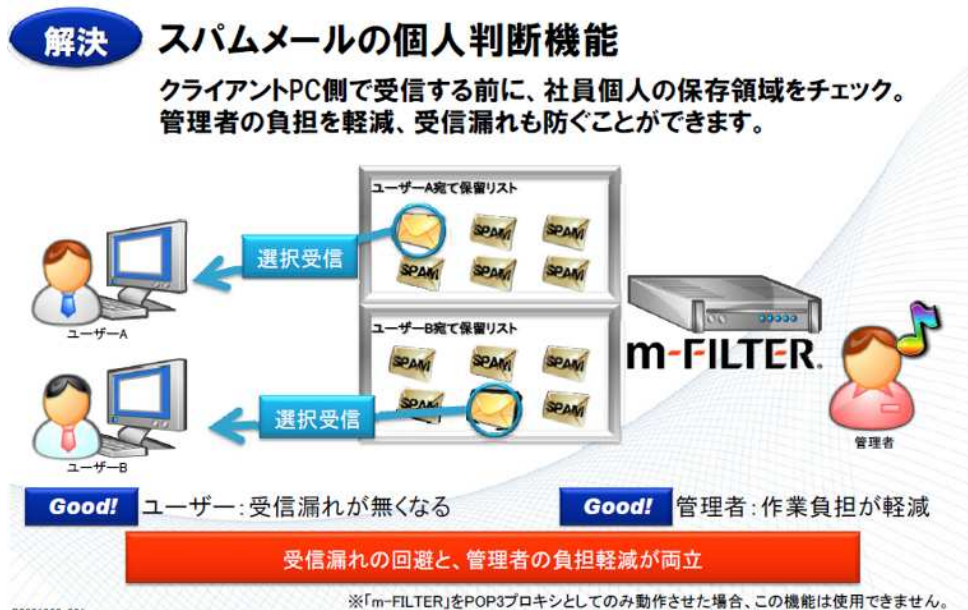 解決
スパムメールの個人判断機能
クライアントPC側で受信する前に、社員個人の保存領域をチェック。
管理者の負担を軽減、受信漏れも防ぐことができます。
ユーザーA宛て保留リスト
SPAM SPAM
SPAM SPAM SPAM
選択受信
ユーザーA
ユーザーB宛て保留リスト
SPAM SPAM SPAM
SPAM SPAM
選択受信
ユーザーB
m-FILTER.
管理者
Good! ユーザー：受信漏れが無くなる
Good! 管理者：作業負担が軽減
受信漏れの回避と、管理者の負担軽減が両立
※「m-FILTER」をPOP3プロキシとしてのみ動作させた場合、この機能は使用できません。